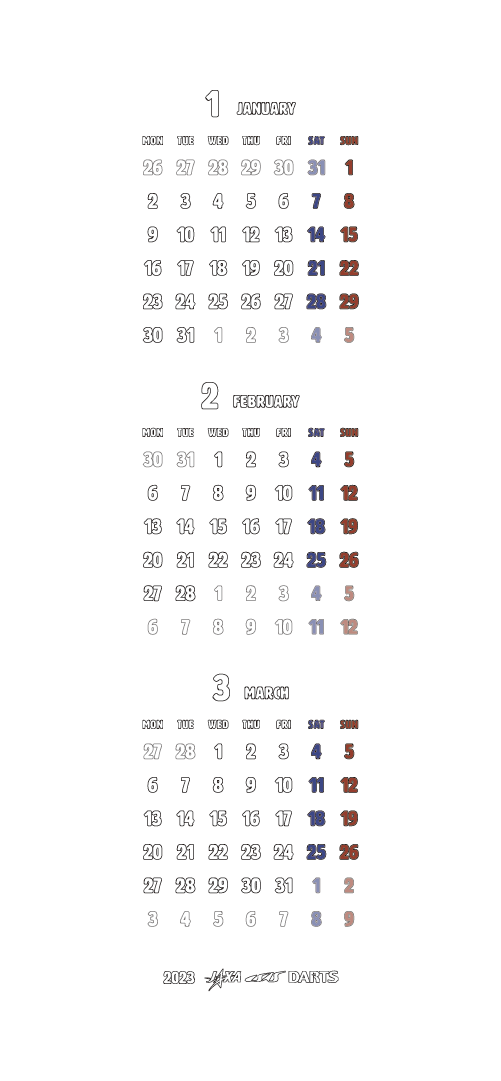 1 JANUARY
MON TUE WED THU FRI SAT SUN
26 27 28 29 30 31 1
2 3 4 5 6 7 8
9 10 11 12 13 14 15
16 17 18 19 20 21 22
23 24 25 26 27 28 29
30 31 1 2 3 4 5
2 FEBRUARY
MON TUE WED THU FRI SAT SUN
30 31 1 2 3 4 5
6 7 8 9 10 11 12
13 14 15 16 17 18 19
20 21 22 23 24 25 26
27 28 1 2 3 4 5
6 7 8 9 10 11 12
3 MARCH
MON TUE WED THU FRI SAT SUN
27 28 1 2 3 4 5
6 7 8 9 10 11 12
13 14 15 16 17 18 19
20 21 22 23 24 25 26
27 28 29 30 31 1 2
3 4 5 6 7 8 9
2023 JAXA DARTS